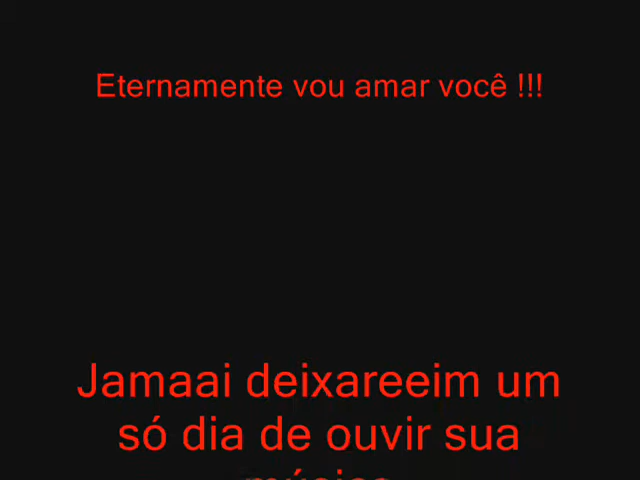 Eternamente vou amar você !!!
Jamaai deixareeim um
só dia de ouvir sua